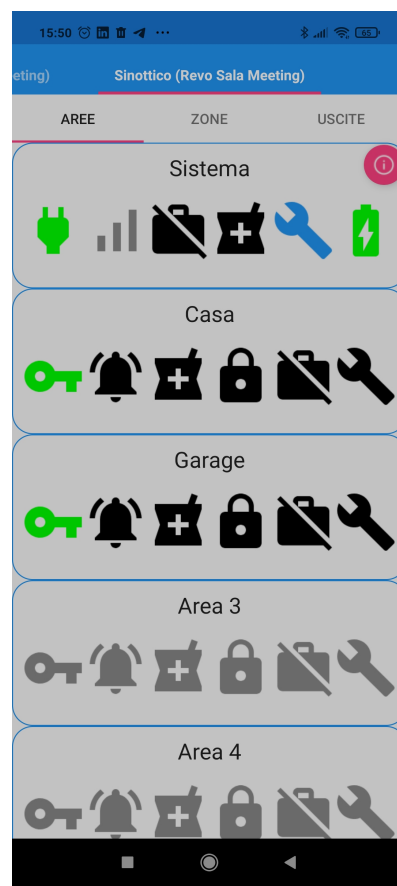 15:50
65
eting)
Sinottico (Revo Sala Meeting)
AREE
ZONE
USCITE
Sistema
Casa
Garage
Area 3
Area 4